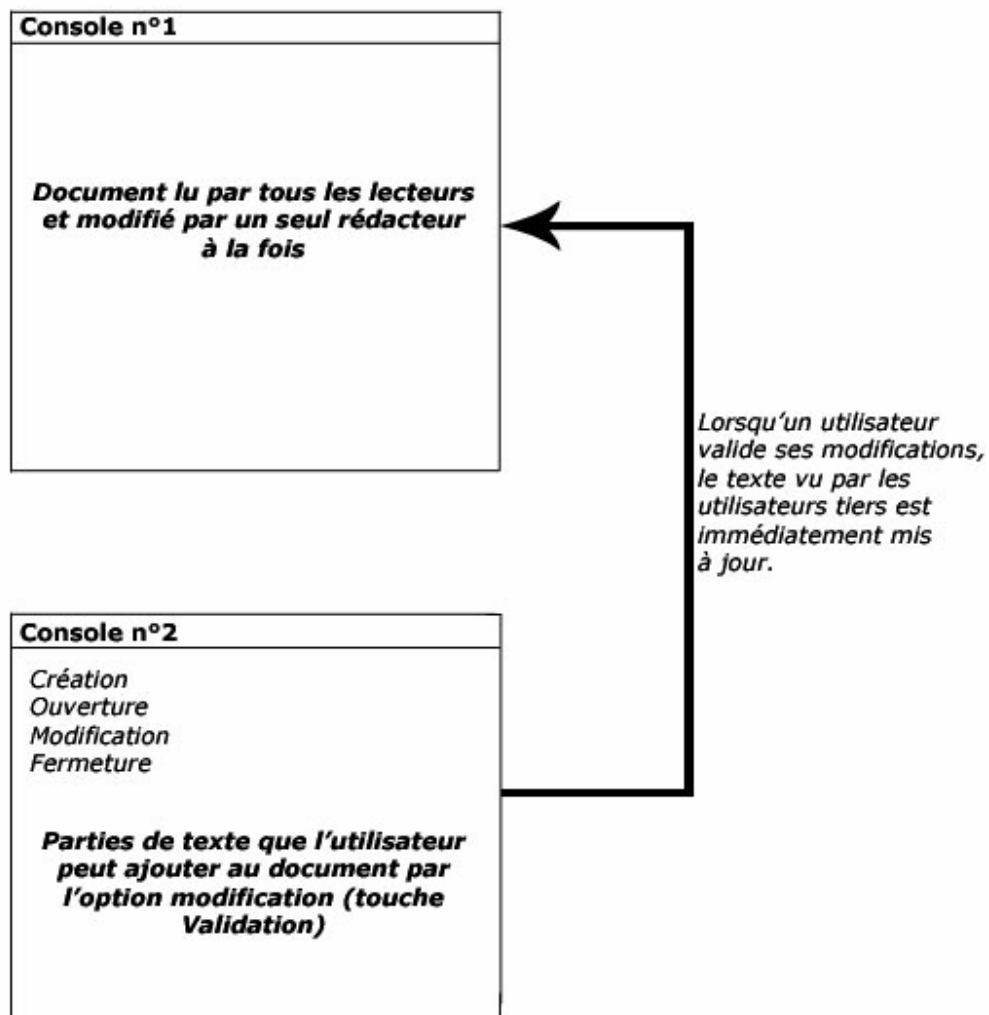 Console n°1
Document lu par tous les lecteurs
et modifié par un seul rédacteur
à la fois
Lorsqu'un utilisateur
valide ses modifications,
le texte vu par les
utilisateurs tiers est
immédiatement mis
à jour.
Console n°2
Création
Ouverture
Modification
Fermeture
Parties de texte que l'utilisateur
peut ajouter au document par
l'option modification (touche
Validation)